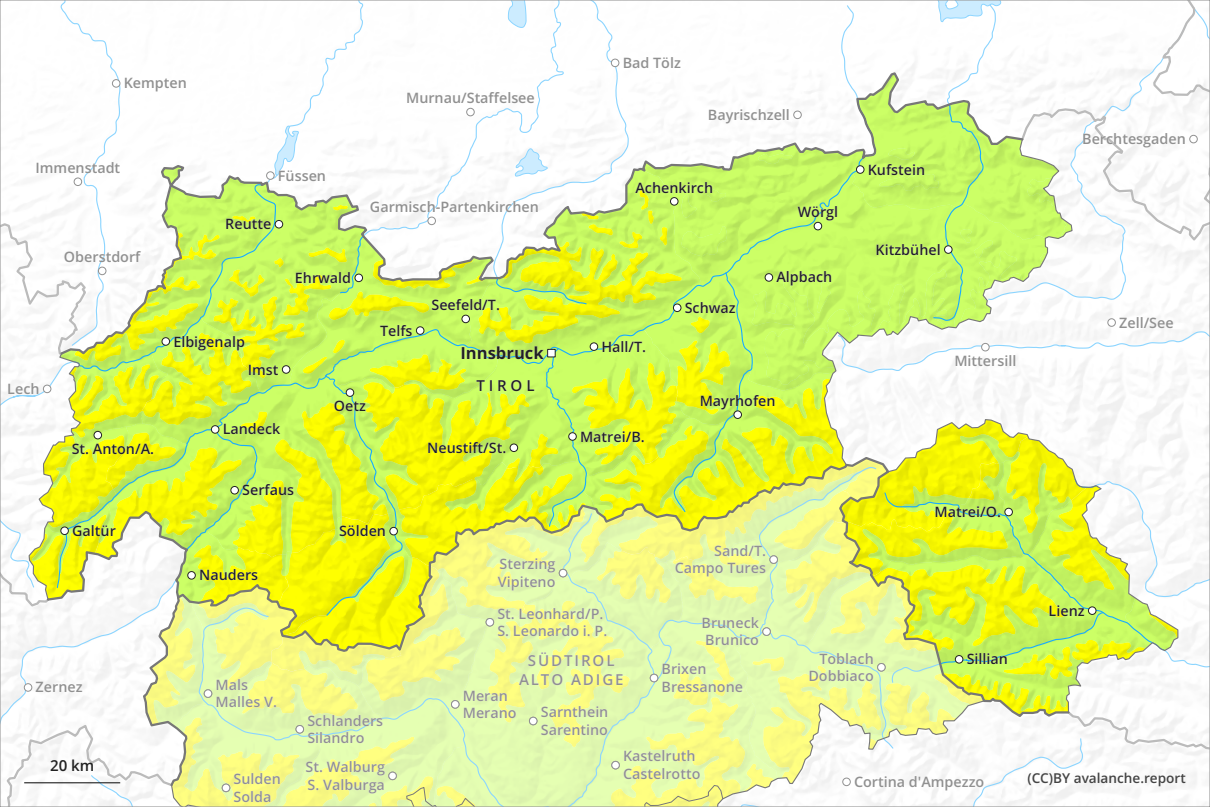 Kempten
Bad Tölz
Murnau/Staffelsee
Bayrischzell
Berchtesgaden
Immenstadt
Füssen
Kufstein
Achenkirch
Garmisch-Partenkirchen
Wörgl
Reutte
Kitzbühel
Oberstdorf
Ehrwald
Alpbach
Seefeld/T.
Schwaz
Zell/See
Telfs
Elbigenalp
Hall/T.
Innsbruck
Mittersill
Imst
TIROL
Lech
Oetz
Mayrhofen
Landeck
Matrei/B.
St. Anton/A.
Neustift/St.
Serfaus
Matrei/O.
Galtür
Sölden
Sand/T.
Campo Tures
Sterzing
Vipiteno
Nauders
Lienz
St. Leonhard/P.
S. Leonardo i. P.
Bruneck
Brunico
SÜDTIROL
ALTO ADIGE
Toblach
Dobbiaco
Sillian
Brixen
Bressanone
Zernez
Mals
Malles V.
Meran
Merano
Sarnthein
Sarentino
Schlanders
Silandro
Kastelruth
Castelrotto
20 km
St. Walburg
S. Valburga
Sulden
Solda
Cortina d'Ampezzo
(CC)BY avalanche.report